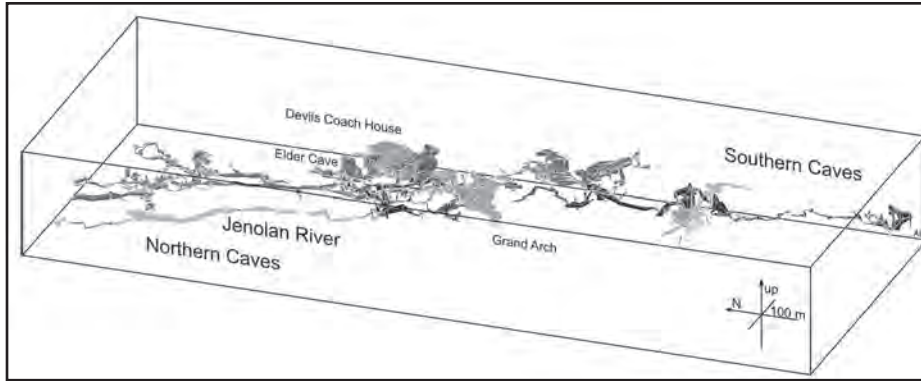 Devils Coach House
Elder Cave
Southern Caves
Jenolan River
Grand Arch
Northern Caves
up
N
100 m